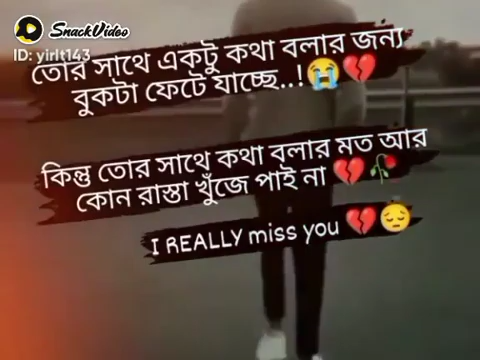 SnackVideo
ID: yirlt143
তোর সাথে একটু কথা বলার জন্য
বুকটা ফেটে যাচ্ছে..!😭💔
কিন্তু তোর সাথে কথা বলার মত আর
কোন রাস্তা খুঁজে পাই না 💔🥀
I REALLY miss you 💔😔